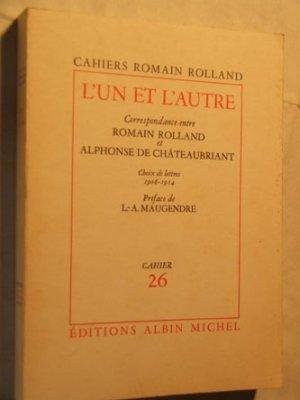 CAHIERS ROMAIN ROLLAND
L'UN ET L'AUTRE
Correspondance entre
ROMAIN ROLLAND
et
ALPHONSE DE CHÂTEAUBRIANT
Choix de lettres
1906-1914
Préface de
L.-A. MAUGENDRE
CAHIER
26
ÉDITIONS ALBIN MICHEL